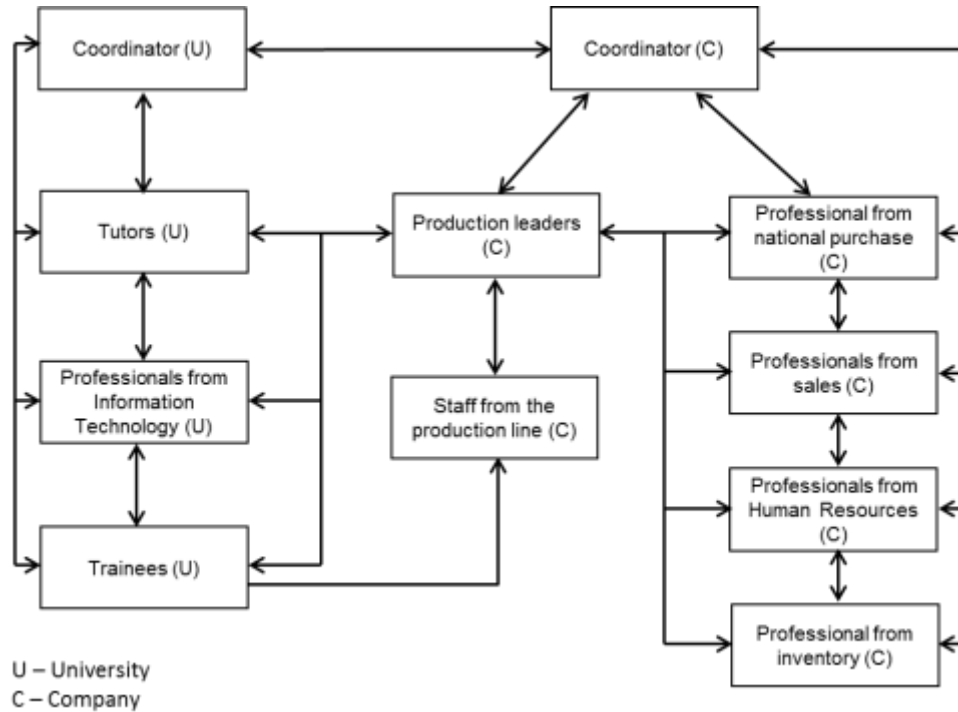 Coordinator (U)
Coordinator (C)
Tutors (U)
Production leaders
(C)
Professional from
national purchase
(C)
Professionals from
Information
Technology (U)
Staff from the
production line (C)
Professionals from
sales (C)
Professionals from
Human Resources
(C)
Trainees (U)
Professional from
inventory (C)
U – University
C – Company